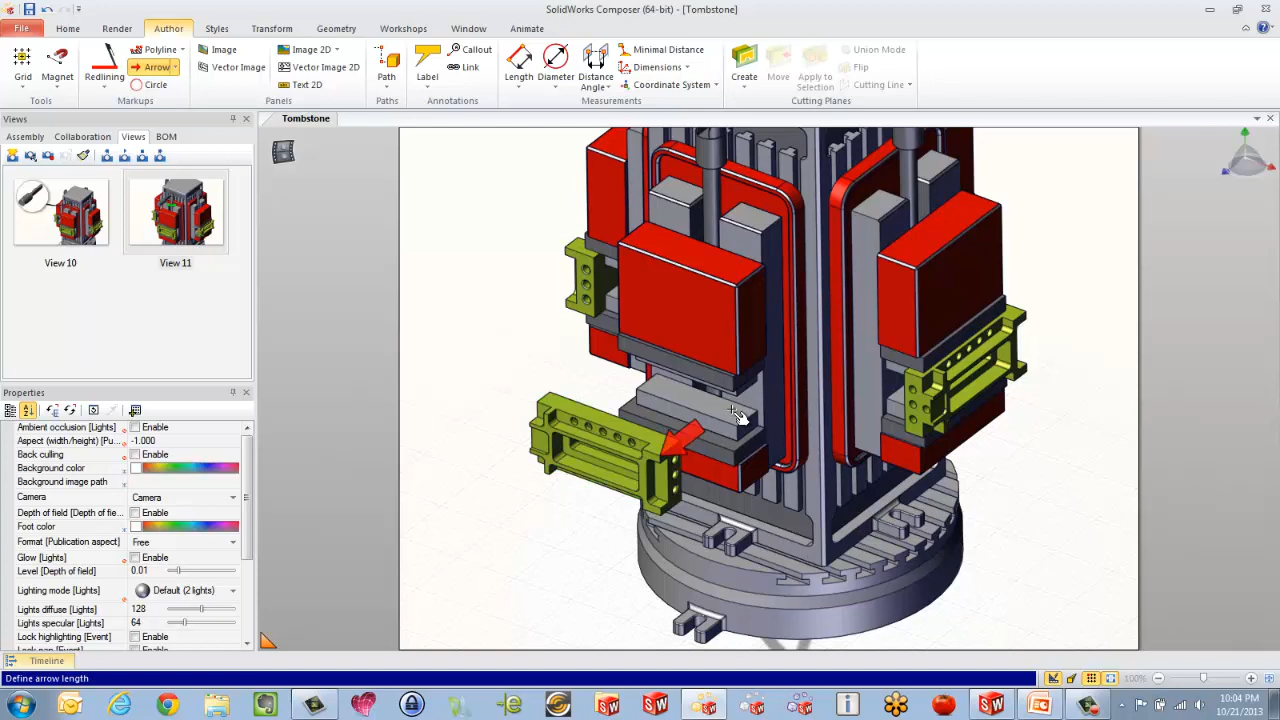 SolidWorks Composer (64-bit) - [Tombstone]
File
Home
Render
Author
Styles
Transform
Geometry
Workshops
Window
Animate
Grid
Magnet
Tools
Redlining
Polyline
Arrow
Circle
Markups
Image
Vector Image
Image 2D
Vector Image 2D
Text 2D
Panels
Path
Paths
Label
Callout
Link
Annotations
Length
Diameter
Distance
Angle
Minimal Distance
Dimensions
Coordinate System
Measurements
Create
Move
Apply to
Selection
Union Mode
Flip
Cutting Line
Cutting Planes
Views
Assembly
Collaboration
Views
BOM
View 10
View 11
Tombstone
Properties
Ambient occlusion [Lights]
Enable
Aspect (width/height) [Pu...
-1.000
Back culling
Enable
Background color
Background image path
Camera
Camera
Depth of field [Depth of fie...
Enable
Foot color
Format [Publication aspect]
Free
Glow [Lights]
Enable
Level [Depth of field]
0.01
Lighting mode [Lights]
Default (2 lights)
Lights diffuse [Lights]
128
Lights specular [Lights]
64
Lock highlighting [Event]
Enable
Timeline
Define arrow length
100%
10:04 PM
10/21/2013